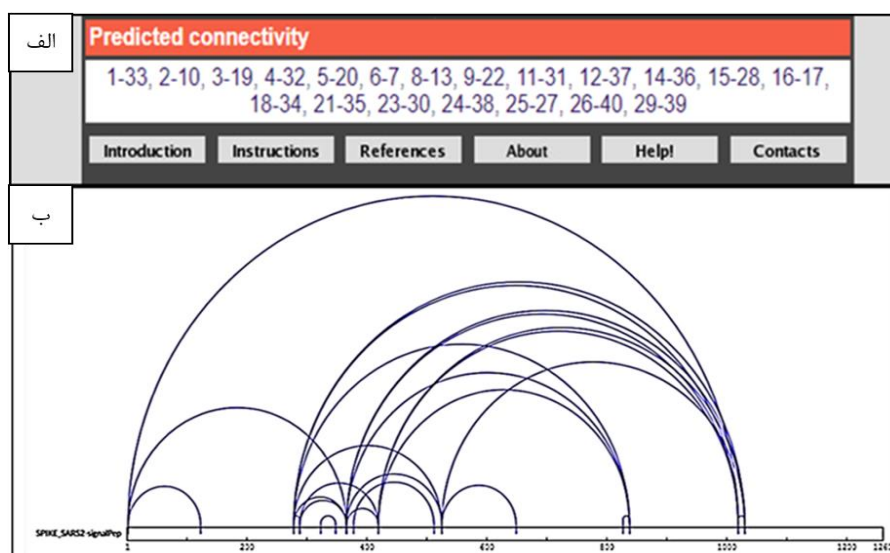 الف
Predicted connectivity
1-33, 2-10, 3-19, 4-32, 5-20, 6-7, 8-13, 9-22, 11-31, 12-37, 14-36, 15-28, 16-17,
18-34, 21-35, 23-30, 24-38, 25-27, 26-40, 29-39
Introduction Instructions References About Help! Contacts
ب
SPIKE_SARS2 signalPep
1 200 400 600 800 1000 1200